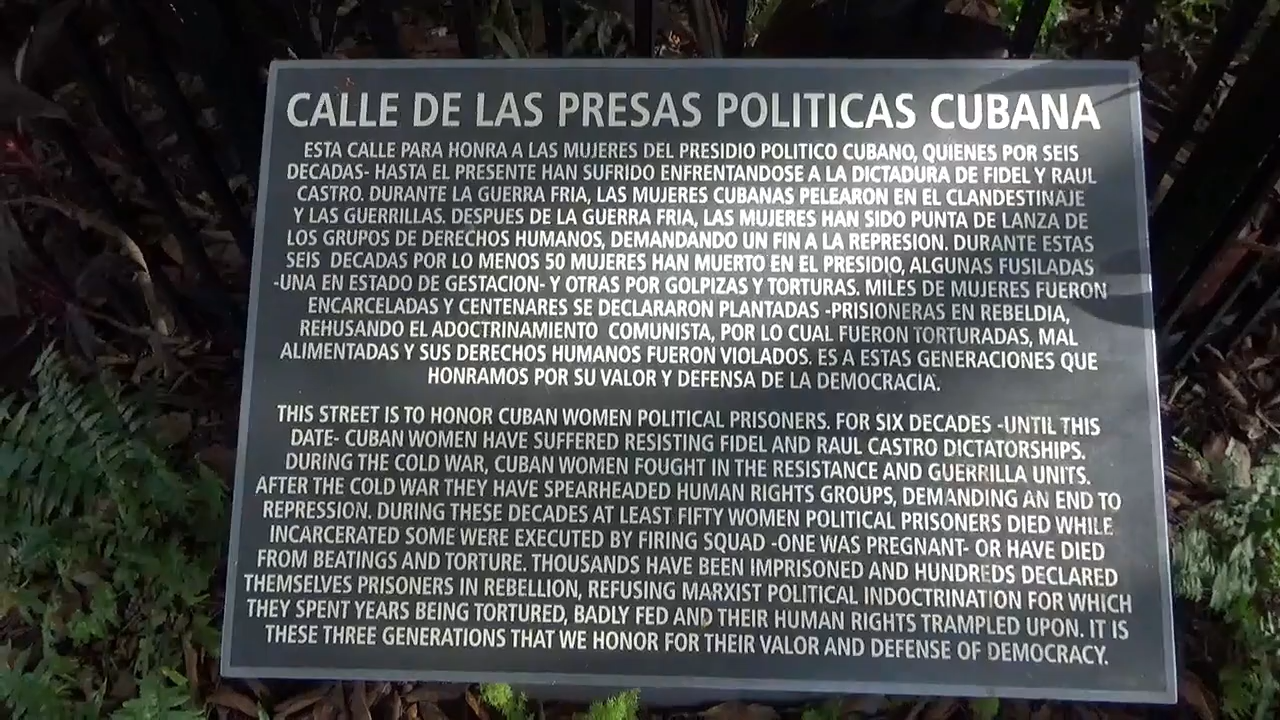 CALLE DE LAS PRESAS POLITICAS CUBANA
ESTA CALLE PARA HONRA A LAS MUJERES DEL PRESIDIO POLITICO CUBANO, QUIENES POR SEIS
DECADAS- HASTA EL PRESENTE HAN SUFRIDO ENFRENTANDOSE A LA DICTADURA DE FIDEL Y RAUL
CASTRO. DURANTE LA GUERRA FRIA, LAS MUJERES CUBANAS PELEARON EN EL CLANDESTINAJE
Y LAS GUERRILLAS. DESPUES DE LA GUERRA FRIA, LAS MUJERES HAN SIDO PUNTA DE LANZA DE
LOS GRUPOS DE DERECHOS HUMANOS, DEMANDANDO UN FIN A LA REPRESION. DURANTE ESTAS
SEIS DECADAS POR LO MENOS 50 MUJERES HAN MUERTO EN EL PRESIDIO, ALGUNAS FUSILADAS
-UNA EN ESTADO DE GESTACION- Y OTRAS POR GOLPIZAS Y TORTURAS. MILES DE MUJERES FUERON
ENCARCELADAS Y CENTENARES SE DECLARARON PLANTADAS -PRISIONERAS EN REBELDIA,
REHUSANDO EL ADOCTRINAMIENTO COMUNISTA, POR LO CUAL FUERON TORTURADAS, MAL
ALIMENTADAS Y SUS DERECHOS HUMANOS FUERON VIOLADOS. ES A ESTAS GENERACIONES QUE
HONRAMOS POR SU VALOR Y DEFENSA DE LA DEMOCRACIA.
THIS STREET IS TO HONOR CUBAN WOMEN POLITICAL PRISONERS. FOR SIX DECADES -UNTIL THIS
DATE- CUBAN WOMEN HAVE SUFFERED RESISTING FIDEL AND RAUL CASTRO DICTATORSHIPS.
DURING THE COLD WAR, CUBAN WOMEN FOUGHT IN THE RESISTANCE AND GUERRILLA UNITS.
AFTER THE COLD WAR THEY HAVE SPEARHEADED HUMAN RIGHTS GROUPS, DEMANDING AN END TO
REPRESSION. DURING THESE DECADES AT LEAST FIFTY WOMEN POLITICAL PRISONERS DIED WHILE
INCARCERATED SOME WERE EXECUTED BY FIRING SQUAD -ONE WAS PREGNANT- OR HAVE DIED
FROM BEATINGS AND TORTURE. THOUSANDS HAVE BEEN IMPRISONED AND HUNDREDS DECLARED
THEMSELVES PRISONERS IN REBELLION, REFUSING MARXIST POLITICAL INDOCTRINATION FOR WHICH
THEY SPENT YEARS BEING TORTURED, BADLY FED AND THEIR HUMAN RIGHTS TRAMPLED UPON. IT IS
THESE THREE GENERATIONS THAT WE HONOR FOR THEIR VALOR AND DEFENSE OF DEMOCRACY.